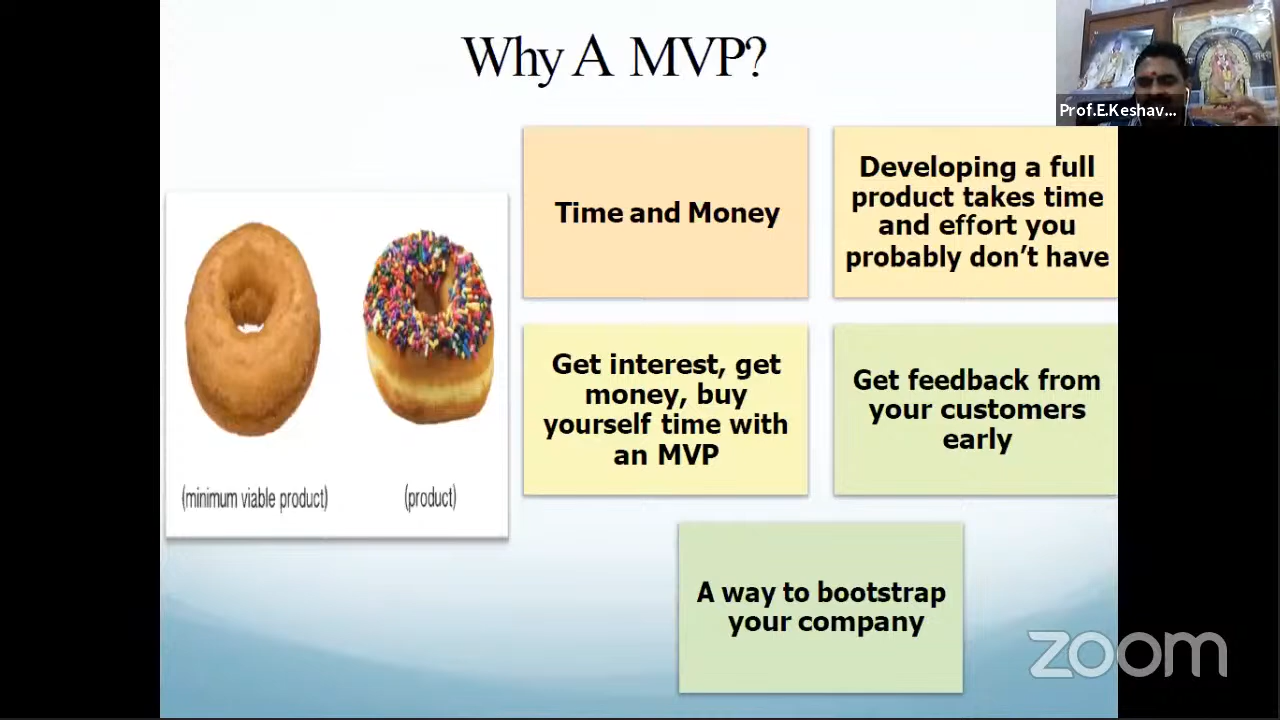 Why A MVP?
Prof.E.Keshav...
Time and Money
Developing a full
product takes time
and effort you
probably don't have
Get interest, get
money, buy
yourself time with
an MVP
Get feedback from
your customers
early
(minimum viable product)
(product)
A way to bootstrap
your company
zoom